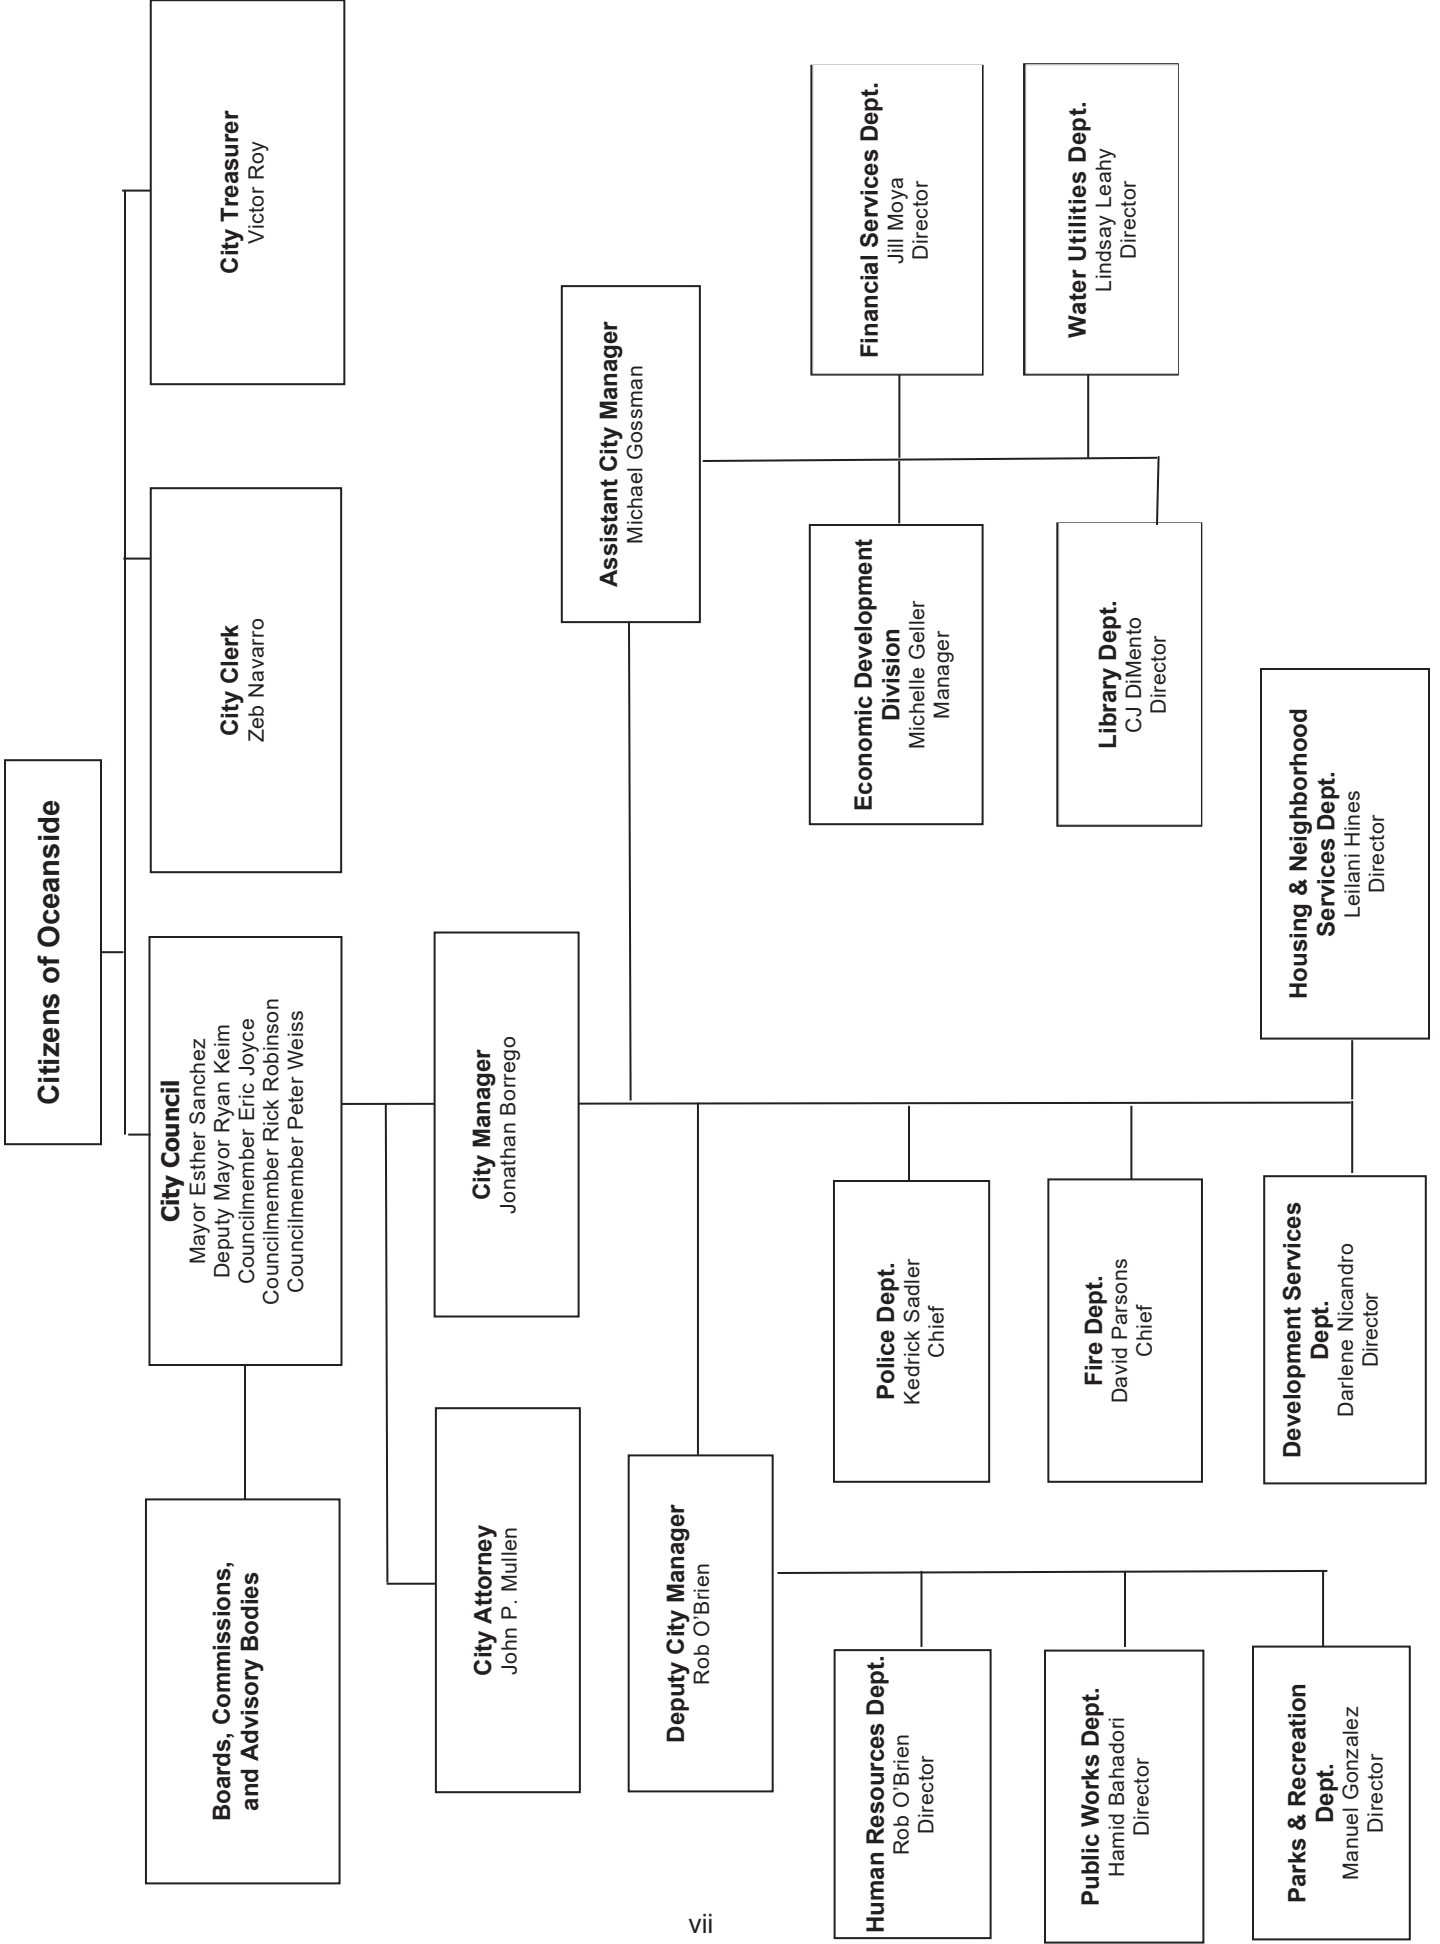 Citizens of Oceanside
Boards, Commissions,
and Advisory Bodies
City Council
Mayor Esther Sanchez
Deputy Mayor Ryan Keim
Councilmember Eric Joyce
Councilmember Rick Robinson
Councilmember Peter Weiss
City Clerk
Zeb Navarro
City Treasurer
Victor Roy
City Attorney
John P. Mullen
City Manager
Jonathan Borrego
Deputy City Manager
Rob O'Brien
Assistant City Manager
Michael Gossman
Human Resources Dept.
Rob O'Brien
Director
Police Dept.
Kedrick Sadler
Chief
Economic Development
Division
Michelle Geller
Manager
Financial Services Dept.
Jill Moya
Director
Public Works Dept.
Hamid Bahadori
Director
Fire Dept.
David Parsons
Chief
Library Dept.
CJ DiMento
Director
Water Utilities Dept.
Lindsay Leahy
Director
Parks & Recreation
Dept.
Manuel Gonzalez
Director
Development Services
Dept.
Darlene Nicandro
Director
Housing & Neighborhood
Services Dept.
Leilani Hines
Director
vii